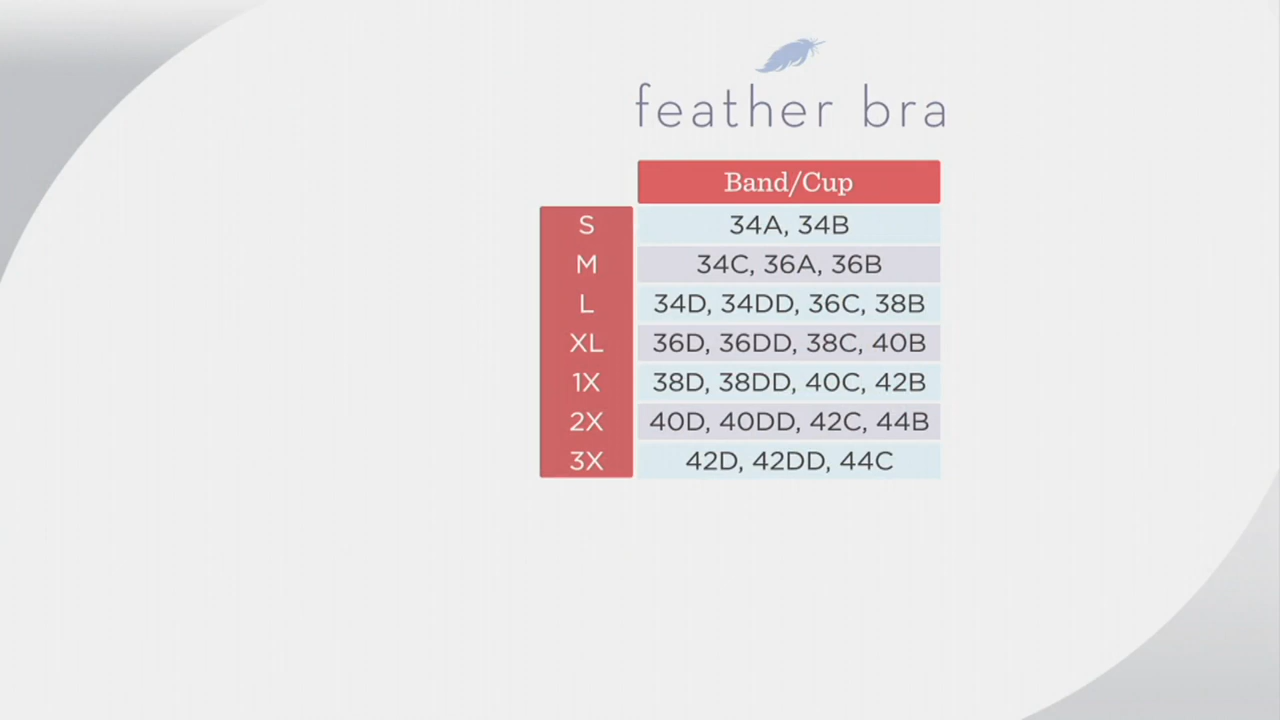 feather bra
Band/Cup
S 34A, 34B
M 34C, 36A, 36B
L 34D, 34DD, 36C, 38B
XL 36D, 36DD, 38C, 40B
1X 38D, 38DD, 40C, 42B
2X 40D, 40DD, 42C, 44B
3X 42D, 42DD, 44C